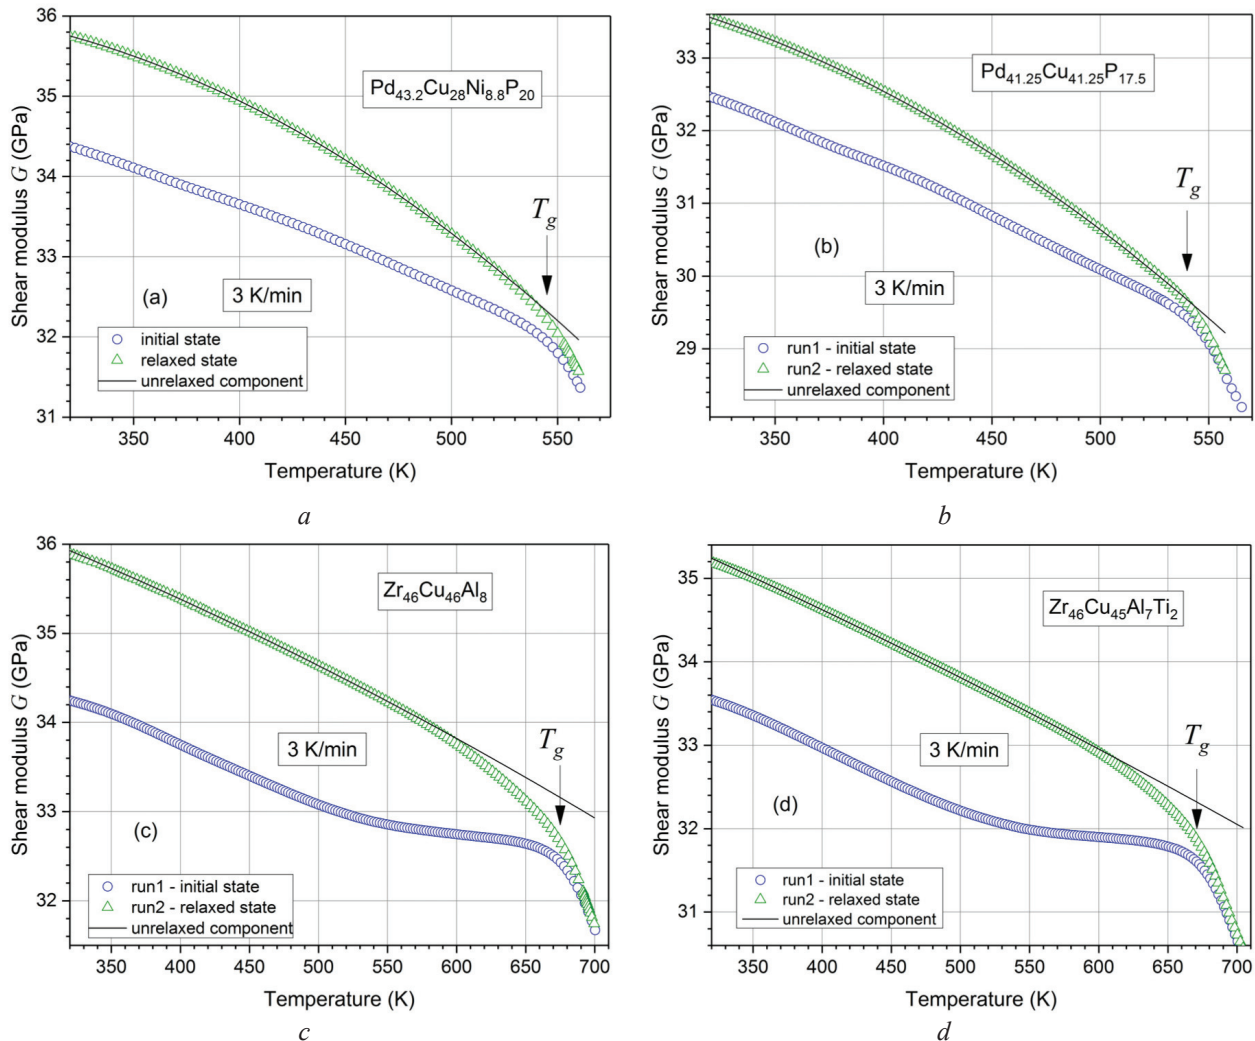 36
35
34
33
32
31
Shear modulus G (GPa)
Pd43.2Cu28Ni8.8P20
Tg
(a)
3 K/min
initial state
relaxed state
unrelaxed component
350 400 450 500 550
Temperature (K)
a
33
32
31
30
29
Shear modulus G (GPa)
Pd41.25Cu41.25P17.5
Tg
(b)
3 K/min
run1 - initial state
run2 - relaxed state
unrelaxed component
350 400 450 500 550
Temperature (K)
b
36
35
34
33
32
Shear modulus G (GPa)
Zr46Cu46Al8
3 K/min
Tg
(c)
run1 - initial state
run2 - relaxed state
unrelaxed component
350 400 450 500 550 600 650 700
Temperature (K)
c
35
34
33
32
31
Shear modulus G (GPa)
Zr46Cu45Al7Ti2
3 K/min
Tg
(d)
run1 - initial state
run2 - relaxed state
unrelaxed component
350 400 450 500 550 600 650 700
Temperature (K)
d